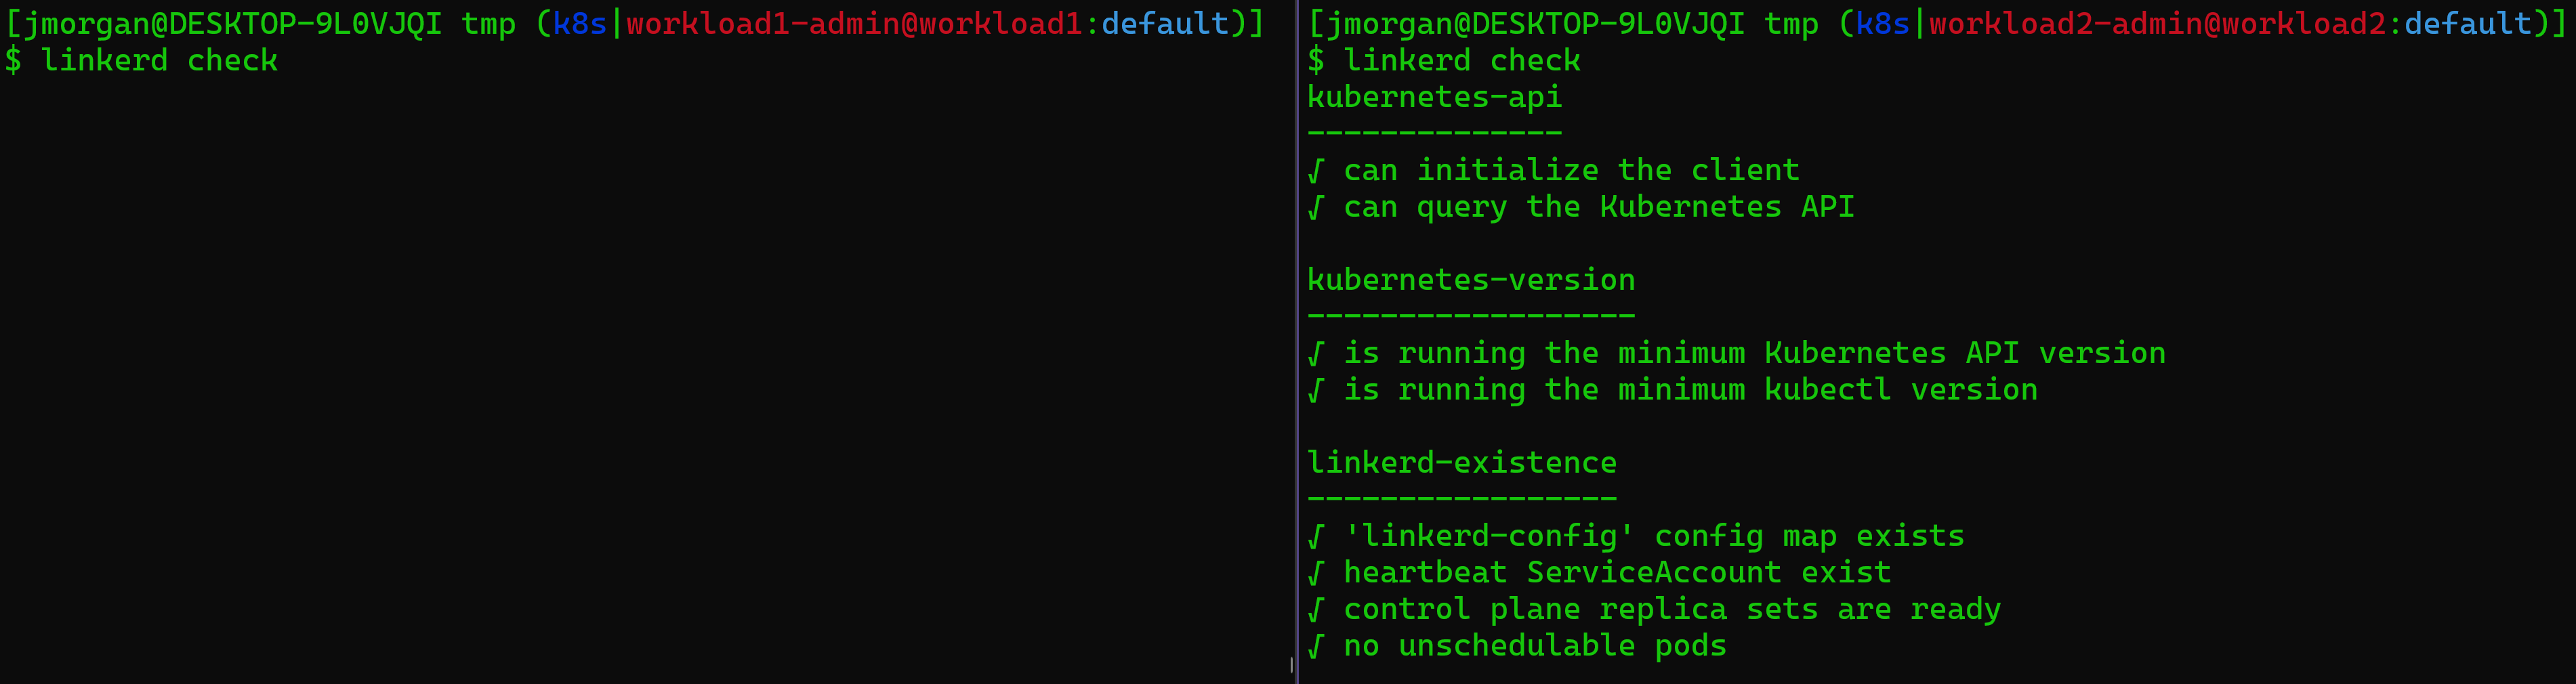 [jmorgan@DESKTOP-9L0VJQI tmp (k8s|workload1-admin@workload1:default)]
$ linkerd check
[jmorgan@DESKTOP-9L0VJQI tmp (k8s|workload2-admin@workload2:default)]
$ linkerd check
kubernetes-api
--------------
√ can initialize the client
√ can query the Kubernetes API

kubernetes-version
------------------
√ is running the minimum Kubernetes API version
√ is running the minimum kubectl version

linkerd-existence
-----------------
√ 'linkerd-config' config map exists
√ heartbeat ServiceAccount exist
√ control plane replica sets are ready
√ no unschedulable pods